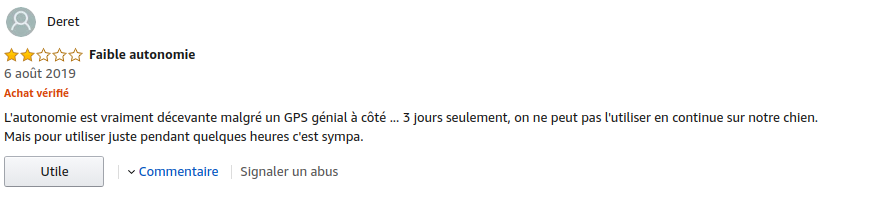 Deret
Faible autonomie
6 août 2019
Achat vérifié
L'autonomie est vraiment décevante malgré un GPS génial à côté ... 3 jours seulement, on ne peut pas l'utiliser en continue sur notre chien.
Mais pour utiliser juste pendant quelques heures c'est sympa.
Utile
Commentaire
Signaler un abus